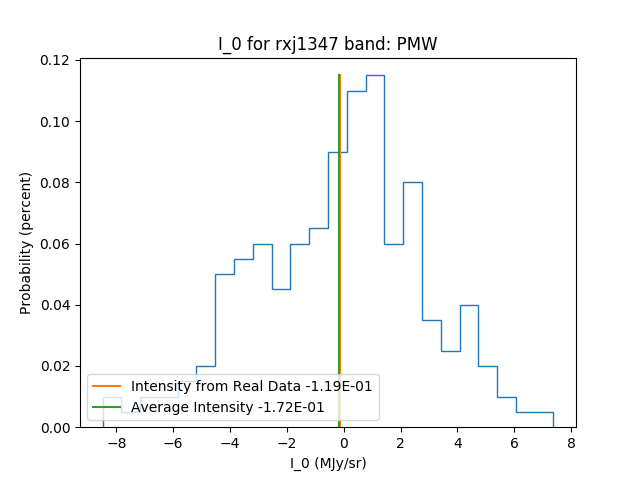 I_0 for rxj1347 band: PMW
0.12
0.10
0.08
0.06
0.04
0.02
0.00
Probability (percent)
Intensity from Real Data -1.19E-01
Average Intensity -1.72E-01
−8 −6 −4 −2 0 2 4 6 8
I_0 (MJy/sr)